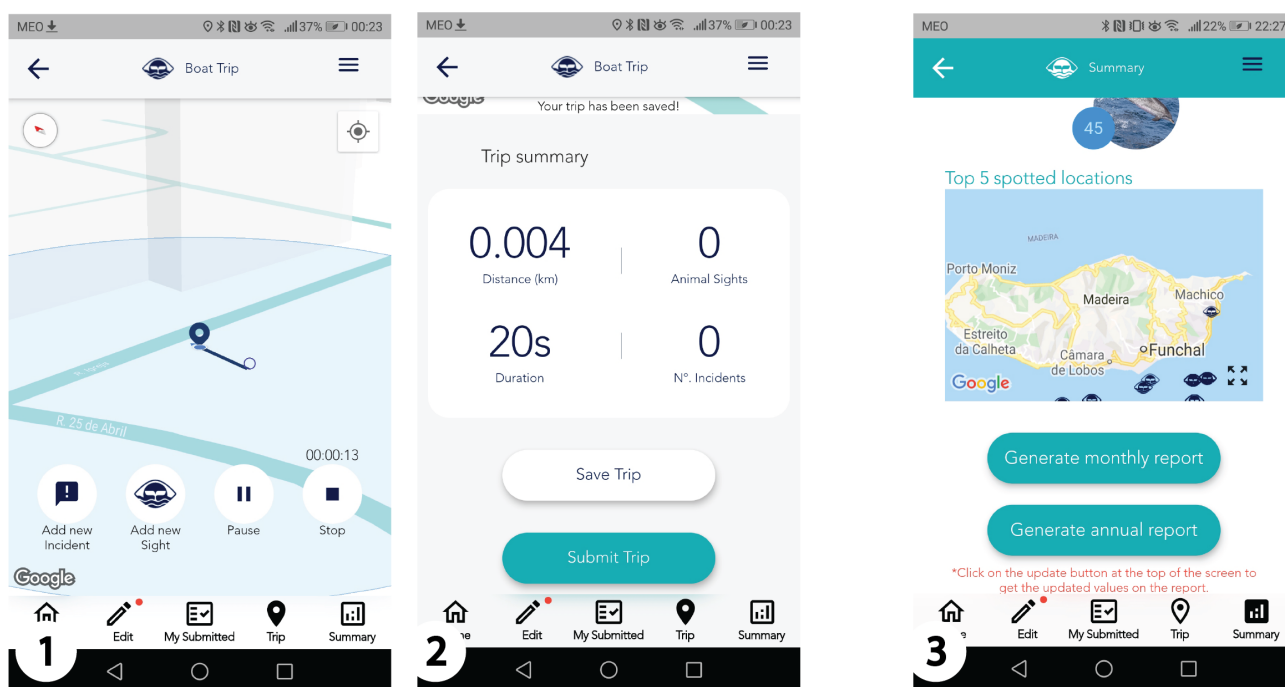 MEO
37% 00:23
Boat Trip
R. Igreja
R. 25 de Abril
00:00:13
Add new
Incident
Add new
Sight
Pause
Stop
Google
Edit
My Submitted
Trip
Summary
1
MEO
37% 00:23
Boat Trip
Google
Your trip has been saved!
Trip summary
0.004
Distance (km)
0
Animal Sights
20s
Duration
0
Nº. Incidents
Save Trip
Submit Trip
Edit
My Submitted
Trip
Summary
2
MEO
22% 22:27
Summary
45
Top 5 spotted locations
MADEIRA
Porto Moniz
Madeira
Machico
Estreito
da Calheta
Câmara
de Lobos
Funchal
Google
Generate monthly report
Generate annual report
*Click on the update button at the top of the screen to
get the updated values on the report.
Edit
My Submitted
Trip
Summary
3